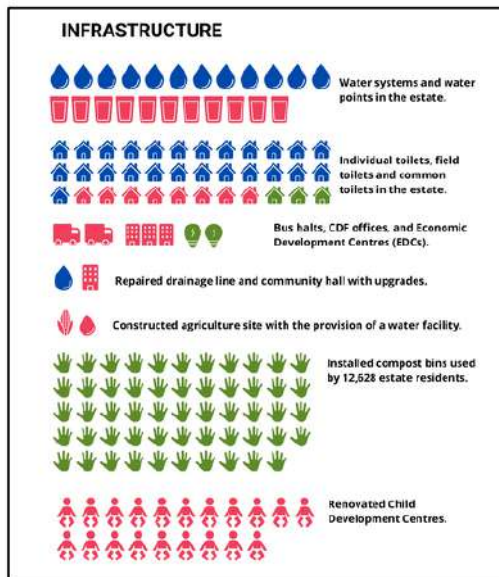 INFRASTRUCTURE
Water systems and water
points in the estate.
Individual toilets, field
toilets and common
toilets in the estate.
Bus halts, CDF offices, and Economic
Development Centres (EDCs).
Repaired drainage line and community hall with upgrades.
Constructed agriculture site with the provision of a water facility.
Installed compost bins used
by 12,628 estate residents.
Renovated Child
Development Centres.